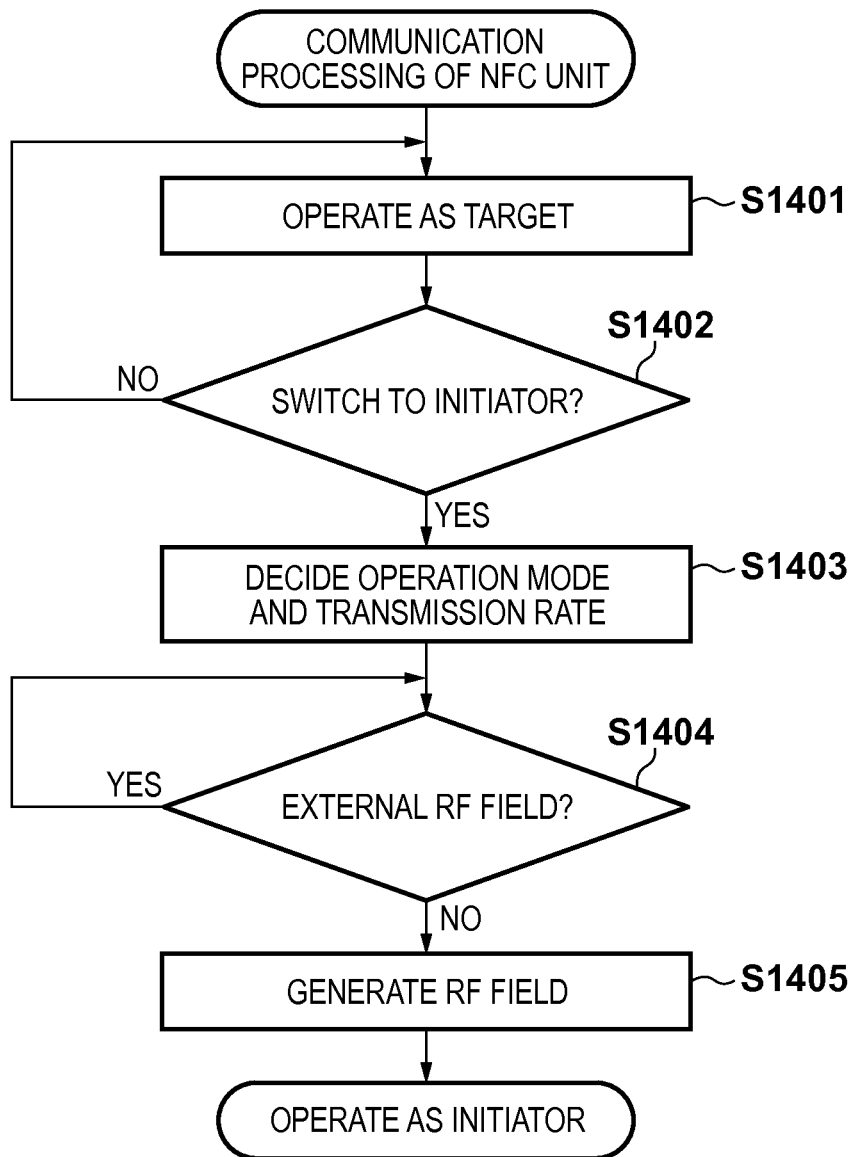 COMMUNICATION
PROCESSING OF NFC UNIT
OPERATE AS TARGET
S1401
S1402
SWITCH TO INITIATOR?
NO
YES
DECIDE OPERATION MODE
AND TRANSMISSION RATE
S1403
S1404
EXTERNAL RF FIELD?
YES
NO
GENERATE RF FIELD
S1405
OPERATE AS INITIATOR